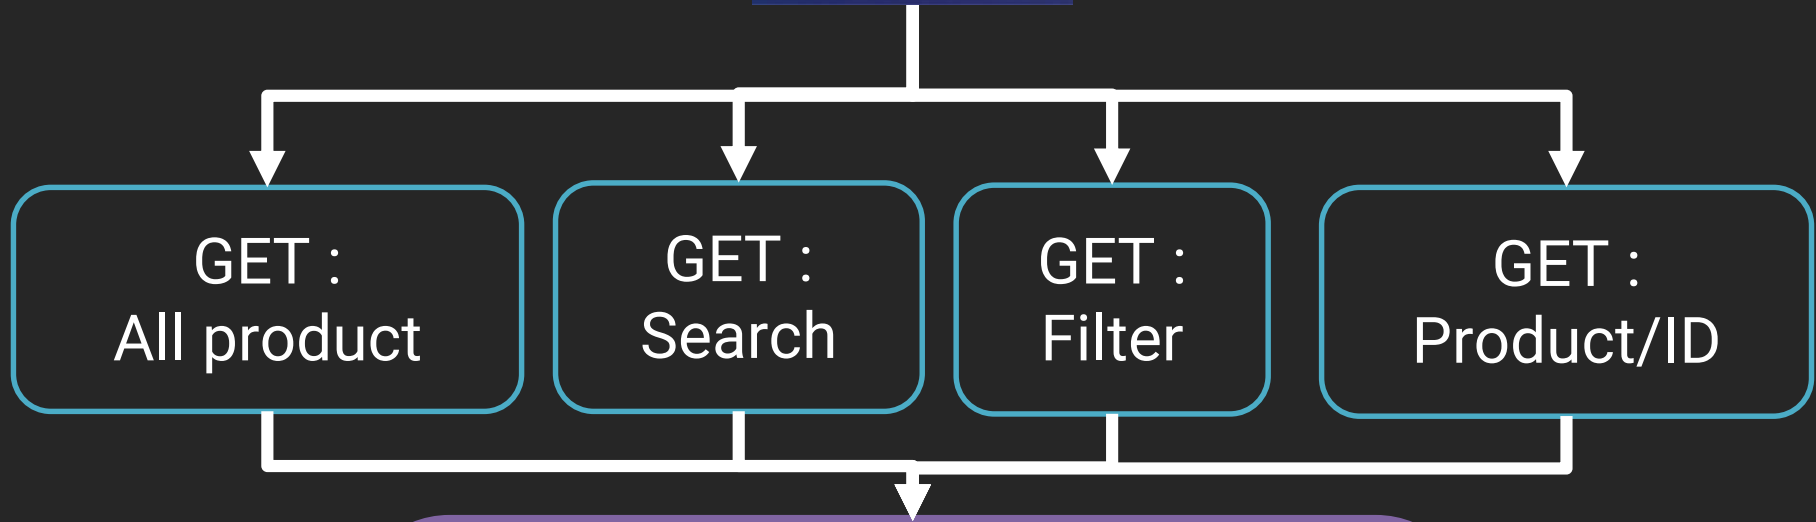 GET :
All product
GET :
Search
GET :
Filter
GET :
Product/ID